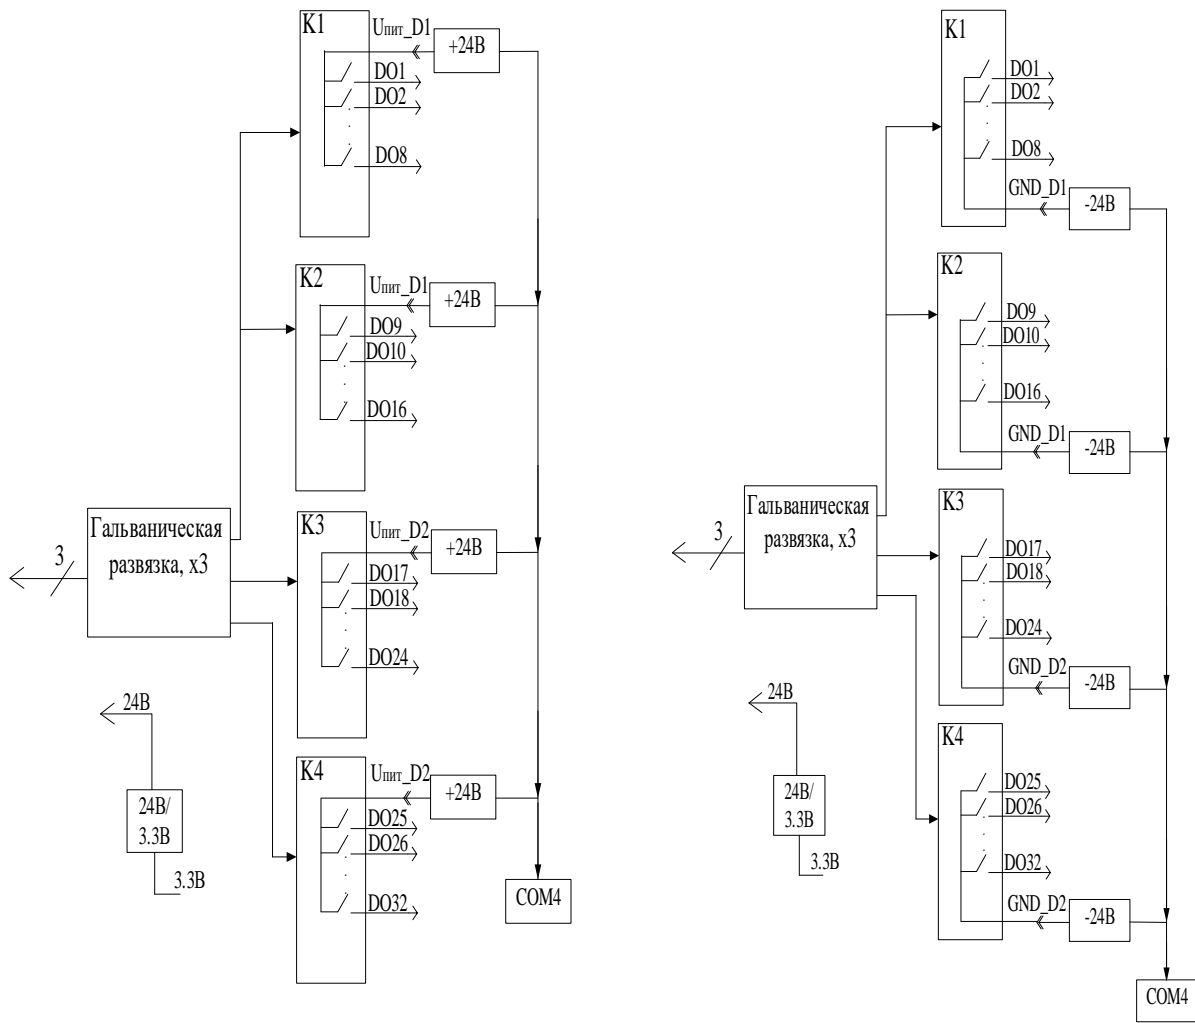 K1
Uпит_D1
+24В
DO1
DO2
DO8
K2
Uпит_D1
+24В
DO9
DO10
DO16
Гальваническая
развязка, x3
3
K3
Uпит_D2
+24В
DO17
DO18
DO24
24В
24В/
3.3В
3.3В
K4
Uпит_D2
+24В
DO25
DO26
DO32
COM4
K1
DO1
DO2
DO8
GND_D1
-24В
K2
DO9
DO10
DO16
GND_D1
-24В
Гальваническая
развязка, x3
3
K3
DO17
DO18
DO24
GND_D2
-24В
24В
24В/
3.3В
3.3В
K4
DO25
DO26
DO32
GND_D2
-24В
COM4